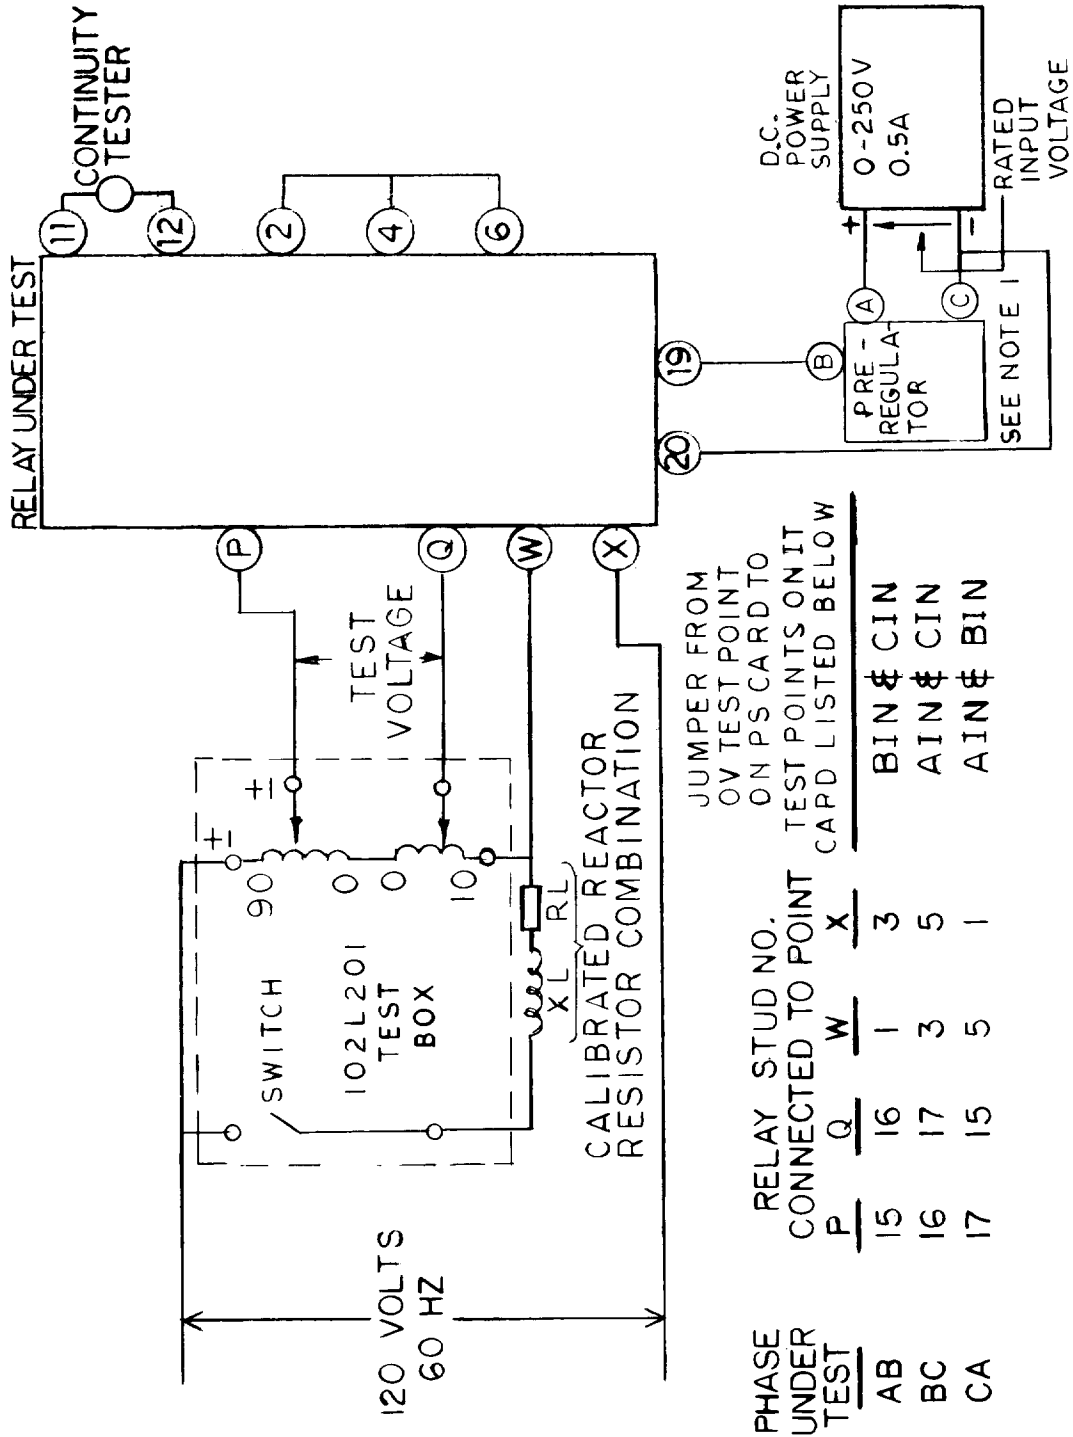 RELAY UNDER TEST
CONTINUITY
TESTER
11
12
2
4
6
19
20
P
Q
W
X
TEST
VOLTAGE
±
±
90
0
0
10
SWITCH
102L201
TEST
BOX
XL
RL
CALIBRATED REACTOR
RESISTOR COMBINATION
120 VOLTS
60 HZ
D.C.
POWER
SUPPLY
0-250V
0.5A
+
-
RATED
INPUT
VOLTAGE
A
B
C
PRE-
REGULA-
TOR
SEE NOTE 1
PHASE
UNDER
TEST
RELAY STUD NO.
CONNECTED TO POINT
P Q W X
JUMPER FROM
OV TEST POINT
ON PS CARD TO
TEST POINTS ON IT
CARD LISTED BELOW
AB 15 16 1 3 BIN & CIN
BC 16 17 3 5 AIN & CIN
CA 17 15 5 1 AIN & BIN